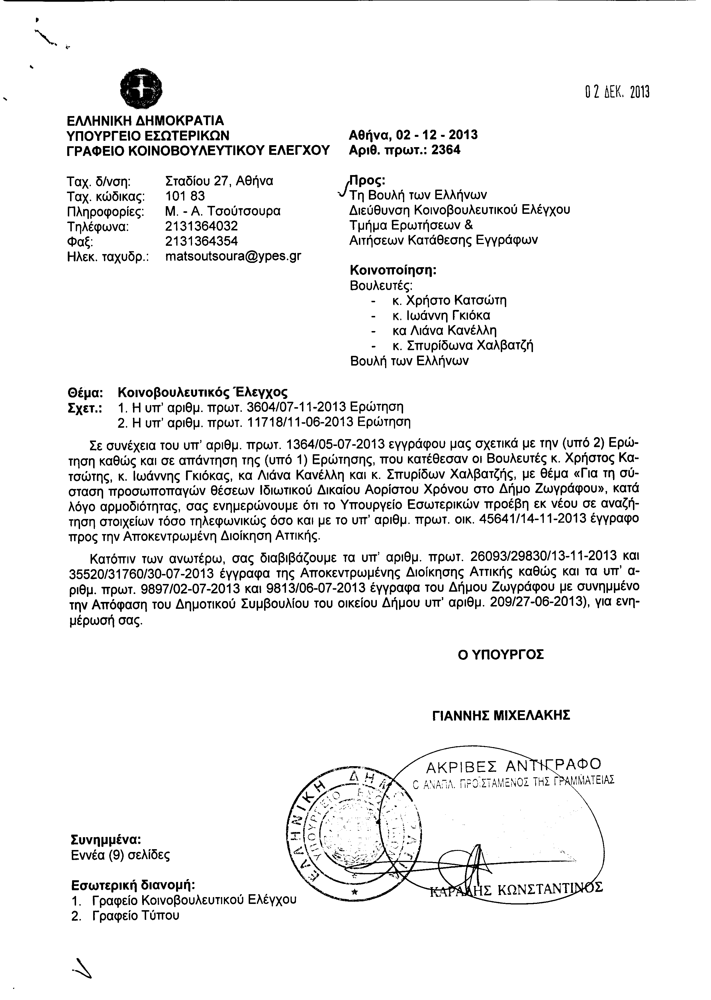 02 ΔΕΚ. 2013
ΕΛΛΗΝΙΚΗ ΔΗΜΟΚΡΑΤΙΑ
ΥΠΟΥΡΓΕΙΟ ΕΣΩΤΕΡΙΚΩΝ
ΓΡΑΦΕΙΟ ΚΟΙΝΟΒΟΥΛΕΥΤΙΚΟΥ ΕΛΕΓΧΟΥ
Αθήνα, 02 - 12 - 2013
Αριθ. πρωτ.: 2364
Ταχ. δ/νση: Σταδίου 27, Αθήνα
Ταχ. κώδικας: 101 83
Πληροφορίες: Μ. - Α. Τσούτσουρα
Τηλέφωνα: 2131364032
Φαξ: 2131364354
Ηλεκ. ταχυδρ.: matsoutsoura@ypes.gr
Προς:
Τη Βουλή των Ελλήνων
Διεύθυνση Κοινοβουλευτικού Ελέγχου
Τμήμα Ερωτήσεων &
Αιτήσεων Κατάθεσης Εγγράφων
Κοινοποίηση:
Βουλευτές:
- κ. Χρήστο Κατσώτη
- κ. Ιωάννη Γκιόκα
- κα Λιάνα Κανέλλη
- κ. Σπυρίδωνα Χαλβατζή
Βουλή των Ελλήνων
Θέμα: Κοινοβουλευτικός Έλεγχος
Σχετ.: 1. Η υπ' αριθμ. πρωτ. 3604/07-11-2013 Ερώτηση
2. Η υπ' αριθμ. πρωτ. 11718/11-06-2013 Ερώτηση
Σε συνέχεια του υπ' αριθμ. πρωτ. 1364/05-07-2013 εγγράφου μας σχετικά με την (υπό 2) Ερώ-
τηση καθώς και σε απάντηση της (υπό 1) Ερώτησης, που κατέθεσαν οι Βουλευτές κ. Χρήστος Κα-
τσώτης, κ. Ιωάννης Γκιόκας, κα Λιάνα Κανέλλη και κ. Σπυρίδων Χαλβατζής, με θέμα «Για τη σύ-
σταση προσωποπαγών θέσεων Ιδιωτικού Δικαίου Αορίστου Χρόνου στο Δήμο Ζωγράφου», κατά
λόγο αρμοδιότητας, σας ενημερώνουμε ότι το Υπουργείο Εσωτερικών προέβη εκ νέου σε αναζή-
τηση στοιχείων τόσο τηλεφωνικώς όσο και με το υπ' αριθμ. πρωτ. οικ. 45641/14-11-2013 έγγραφο
προς την Αποκεντρωμένη Διοίκηση Αττικής.
Κατόπιν των ανωτέρω, σας διαβιβάζουμε τα υπ' αριθμ. πρωτ. 26093/29830/13-11-2013 και
35520/31760/30-07-2013 έγγραφα της Αποκεντρωμένης Διοίκησης Αττικής καθώς και τα υπ' α-
ριθμ. πρωτ. 9897/02-07-2013 και 9813/06-07-2013 έγγραφα του Δήμου Ζωγράφου με συνημμένο
την Απόφαση του Δημοτικού Συμβουλίου του οικείου Δήμου υπ' αριθμ. 209/27-06-2013), για ενη-
μέρωσή σας.
Ο ΥΠΟΥΡΓΟΣ
ΓΙΑΝΝΗΣ ΜΙΧΕΛΑΚΗΣ
ΑΚΡΙΒΕΣ ΑΝΤΙΓΡΑΦΟ
Ο ΑΝΑΠΛ. ΠΡΟΪΣΤΑΜΕΝΟΣ ΤΗΣ ΓΡΑΜΜΑΤΕΙΑΣ
ΕΛΛΗΝΙΚΗ ΔΗΜΟΚΡΑΤΙΑ
ΥΠΟΥΡΓΕΙΟ ΕΣΩΤΕΡΙΚΩΝ
ΚΩΝΣΤΑΝΤΙΝΟΣ
Συνημμένα:
Εννέα (9) σελίδες
Εσωτερική διανομή:
1. Γραφείο Κοινοβουλευτικού Ελέγχου
2. Γραφείο Τύπου